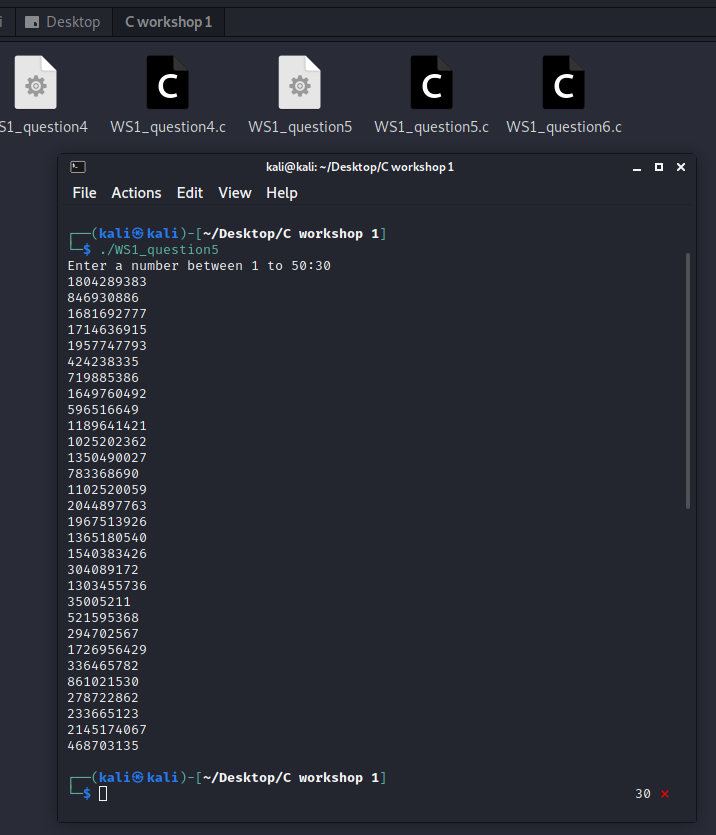 i
Desktop
C workshop 1
S1_question4
WS1_question4.c
WS1_question5
WS1_question5.c
WS1_question6.c
kali@kali: ~/Desktop/C workshop 1
File Actions Edit View Help
┌──(kali㉿kali)-[~/Desktop/C workshop 1]
└─$ ./WS1_question5
Enter a number between 1 to 50:30
1804289383
846930886
1681692777
1714636915
1957747793
424238335
719885386
1649760492
596516649
1189641421
1025202362
1350490027
783368690
1102520059
2044897763
1967513926
1365180540
1540383426
304089172
1303455736
35005211
521595368
294702567
1726956429
336465782
861021530
278722862
233665123
2145174067
468703135
┌──(kali㉿kali)-[~/Desktop/C workshop 1]
└─$ 30 ⨯